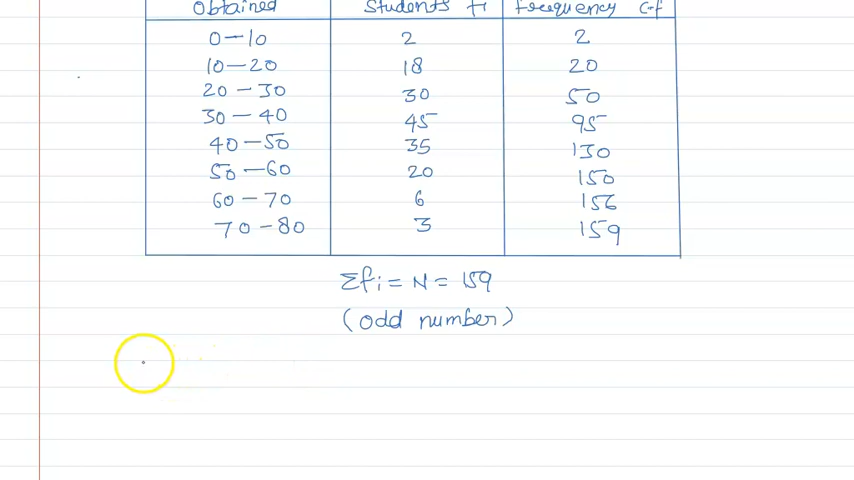 Obtained Students fi Frequency C.f
0-10 2 2
10-20 18 20
20-30 30 50
30-40 45 95
40-50 35 130
50-60 20 150
60-70 6 156
70-80 3 159
Σfi = N = 159
(odd number)